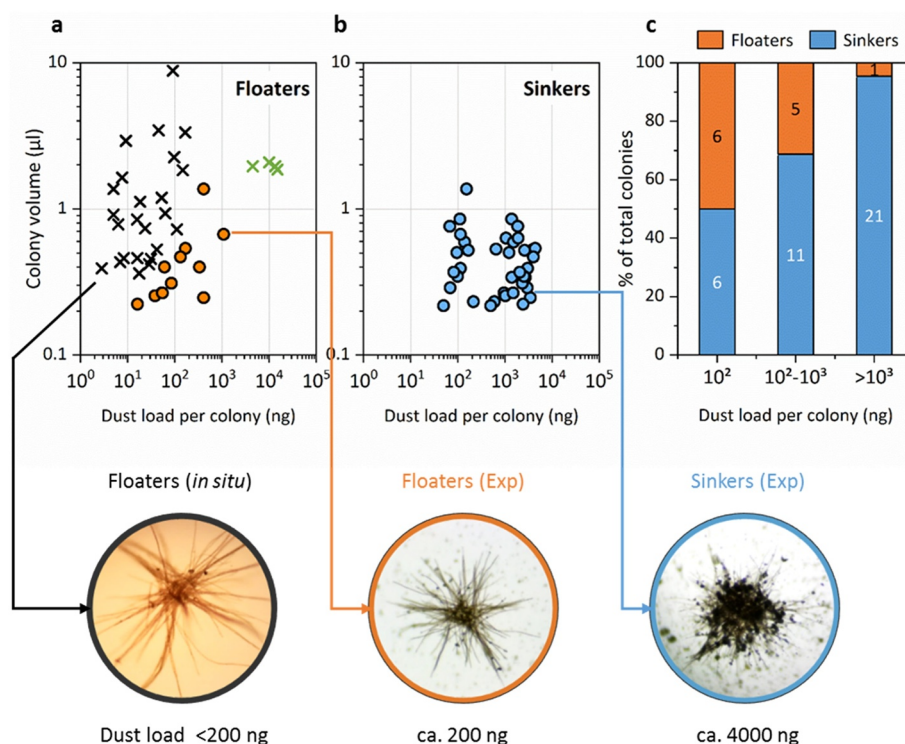 a
b
c
Floaters
Sinkers
10
1
0.1
Colony volume (µl)
Floaters
10⁰
10¹
10²
10³
10⁴
10⁵
Dust load per colony (ng)
10
1
0.1
Sinkers
10⁰
10¹
10²
10³
10⁴
10⁵
Dust load per colony (ng)
100
80
60
40
20
0
% of total colonies
6
5
1
6
11
21
10²
10²-10³
>10³
Dust load per colony (ng)
Floaters (in situ)
Floaters (Exp)
Sinkers (Exp)
Dust load <200 ng
ca. 200 ng
ca. 4000 ng